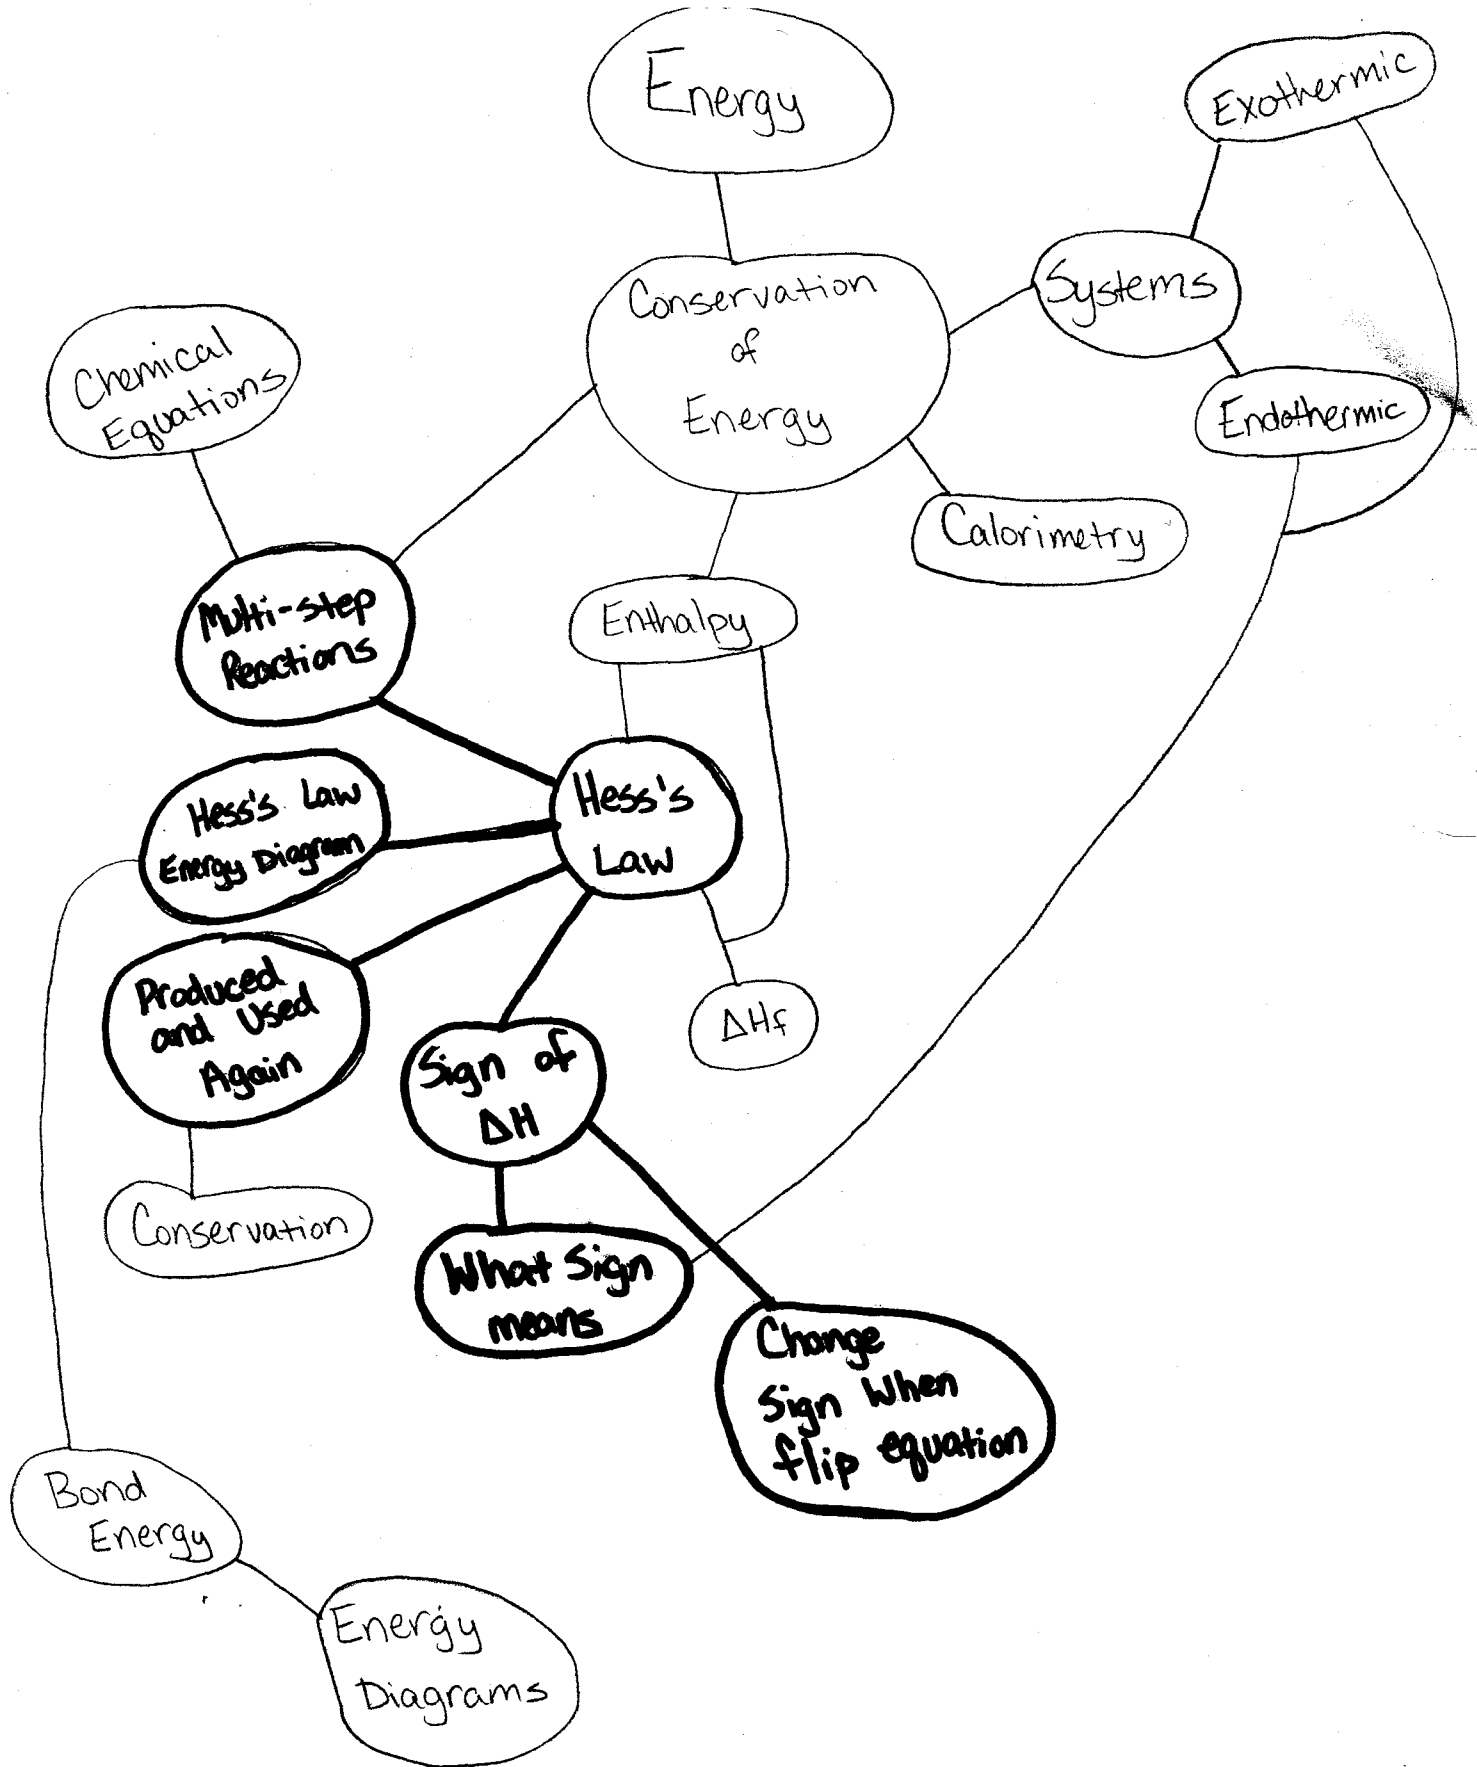 Energy
Exothermic
Conservation
of
Energy
Systems
Chemical
Equations
Endothermic
Calorimetry
Multi-step
Reactions
Enthalpy
Hess's Law
Energy Diagram
Hess's
Law
Produced
and Used
Again
ΔHf
Sign of
ΔH
Conservation
What Sign
means
Change
Sign When
flip equation
Bond
Energy
Energy
Diagrams